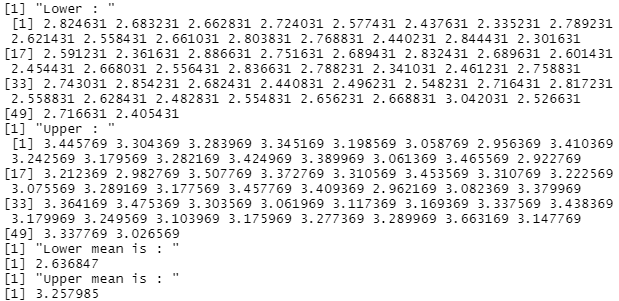 [1] "Lower : "
[1] 2.824631 2.683231 2.662831 2.724031 2.577431 2.437631 2.335231 2.789231
2.621431 2.558431 2.661031 2.803831 2.768831 2.440231 2.844431 2.301631
[17] 2.591231 2.361631 2.886631 2.751631 2.689431 2.832431 2.689631 2.601431
2.454431 2.668031 2.556431 2.836631 2.788231 2.341031 2.461231 2.758831
[33] 2.743031 2.854231 2.682431 2.440831 2.496231 2.548231 2.716431 2.817231
2.558831 2.628431 2.482831 2.554831 2.656231 2.668831 3.042031 2.526631
[49] 2.716631 2.405431
[1] "Upper : "
[1] 3.445769 3.304369 3.283969 3.345169 3.198569 3.058769 2.956369 3.410369
3.242569 3.179569 3.282169 3.424969 3.389969 3.061369 3.465569 2.922769
[17] 3.212369 2.982769 3.507769 3.372769 3.310569 3.453569 3.310769 3.222569
3.075569 3.289169 3.177569 3.457769 3.409369 2.962169 3.082369 3.379969
[33] 3.364169 3.475369 3.303569 3.061969 3.117369 3.169369 3.337569 3.438369
3.179969 3.249569 3.103969 3.175969 3.277369 3.289969 3.663169 3.147769
[49] 3.337769 3.026569
[1] "Lower mean is : "
[1] 2.636847
[1] "Upper mean is : "
[1] 3.257985